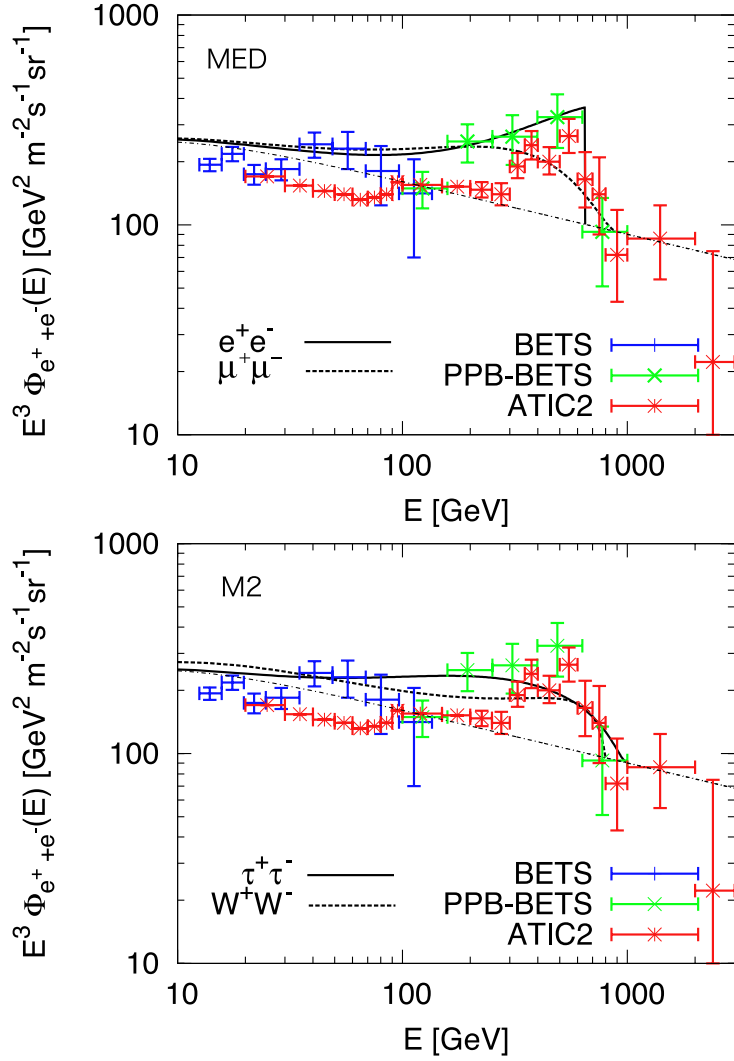 1000
MED
100
10
E³ Φe⁺+e⁻(E) [GeV² m⁻²s⁻¹sr⁻¹]
e⁺e⁻
μ⁺μ⁻
BETS
PPB-BETS
ATIC2
10 100 1000
E [GeV]
1000
M2
100
10
E³ Φe⁺+e⁻(E) [GeV² m⁻²s⁻¹sr⁻¹]
τ⁺τ⁻
W⁺W⁻
BETS
PPB-BETS
ATIC2
10 100 1000
E [GeV]